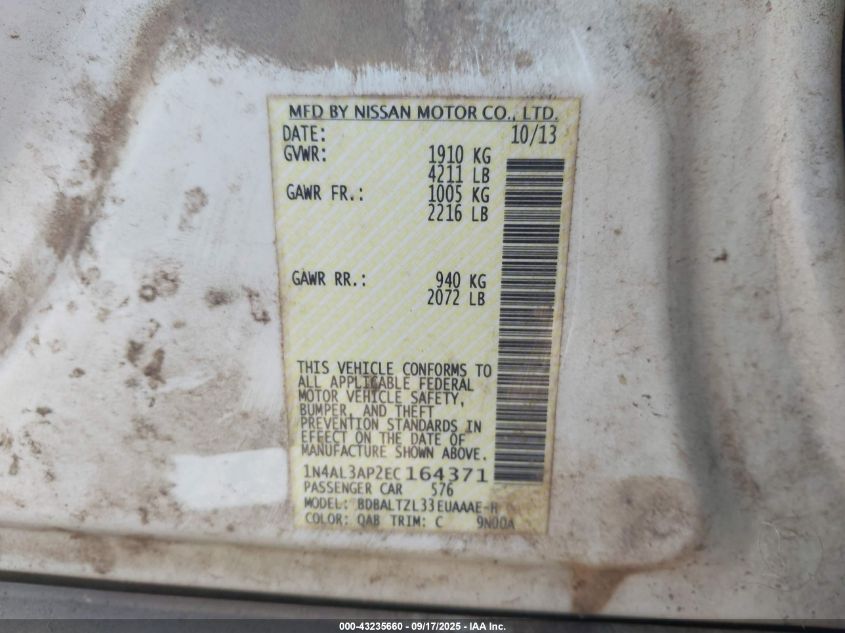 MFD BY NISSAN MOTOR CO., LTD.
DATE: 10/13
GVWR: 1910 KG
4211 LB
GAWR FR.: 1005 KG
2216 LB
GAWR RR.: 940 KG
2072 LB
THIS VEHICLE CONFORMS TO
ALL APPLICABLE FEDERAL
MOTOR VEHICLE SAFETY,
BUMPER, AND THEFT
PREVENTION STANDARDS IN
EFFECT ON THE DATE OF
MANUFACTURE SHOWN ABOVE.
1N4AL3AP2EC164371
PASSENGER CAR 576
MODEL: BDBALTZL33EUAAAE-H
COLOR: QAB TRIM: C 9N00A
000-43235660 - 09/17/2025 - IAA Inc.